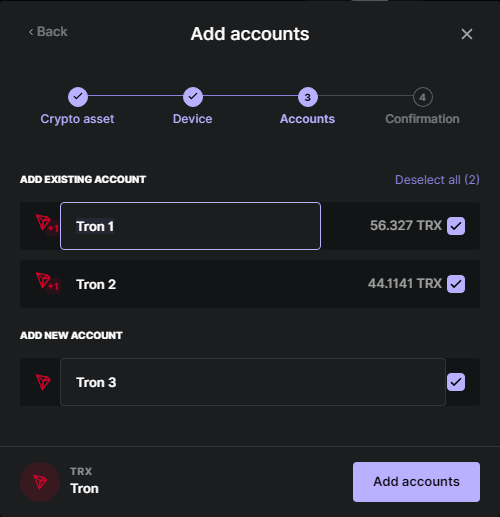 ‹ Back
Add accounts
3
4
Crypto asset
Device
Accounts
Confirmation
ADD EXISTING ACCOUNT
Deselect all (2)
+1
Tron 1
56.327 TRX
+1
Tron 2
44.1141 TRX
ADD NEW ACCOUNT
Tron 3
TRX
Tron
Add accounts